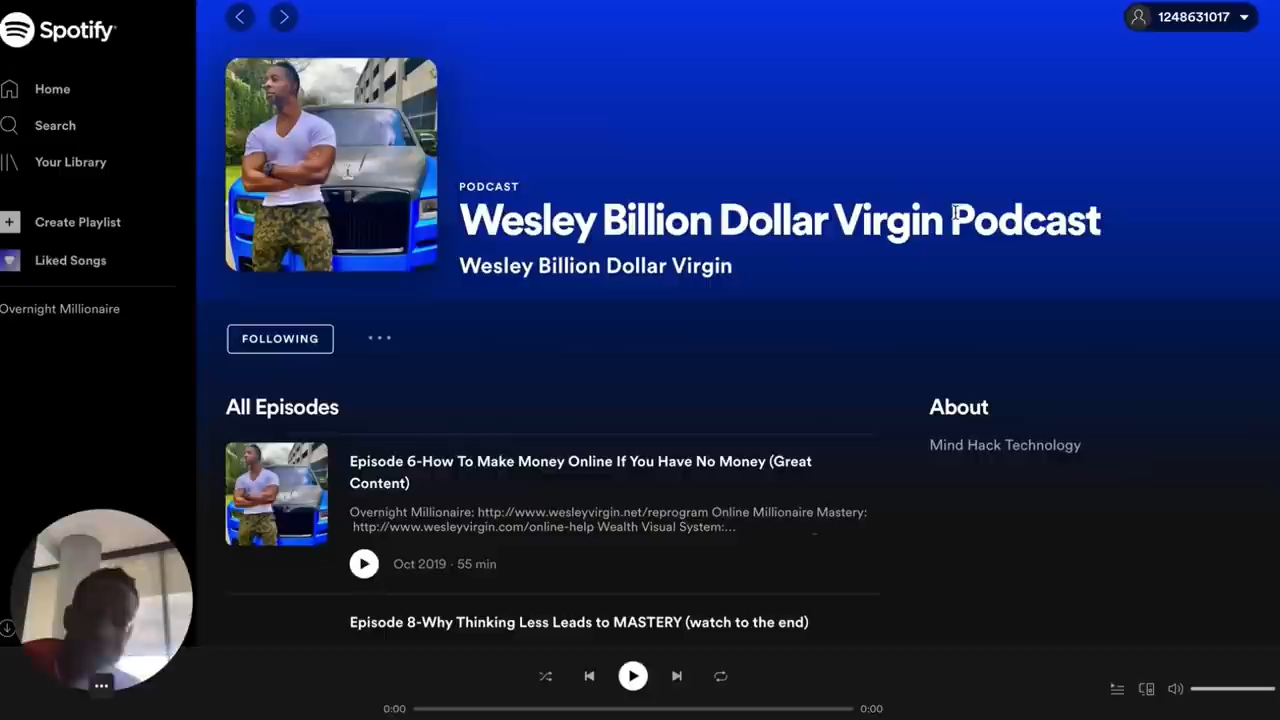 Spotify
1248631017
Home
Search
Your Library
Create Playlist
Liked Songs
Overnight Millionaire
PODCAST
Wesley Billion Dollar Virgin Podcast
Wesley Billion Dollar Virgin
FOLLOWING
All Episodes
About
Mind Hack Technology
Episode 6-How To Make Money Online If You Have No Money (Great
Content)
Overnight Millionaire: http://www.wesleyvirgin.net/reprogram Online Millionaire Mastery:
http://www.wesleyvirgin.com/online-help Wealth Visual System:...
Oct 2019 · 55 min
Episode 8-Why Thinking Less Leads to MASTERY (watch to the end)
0:00
0:00